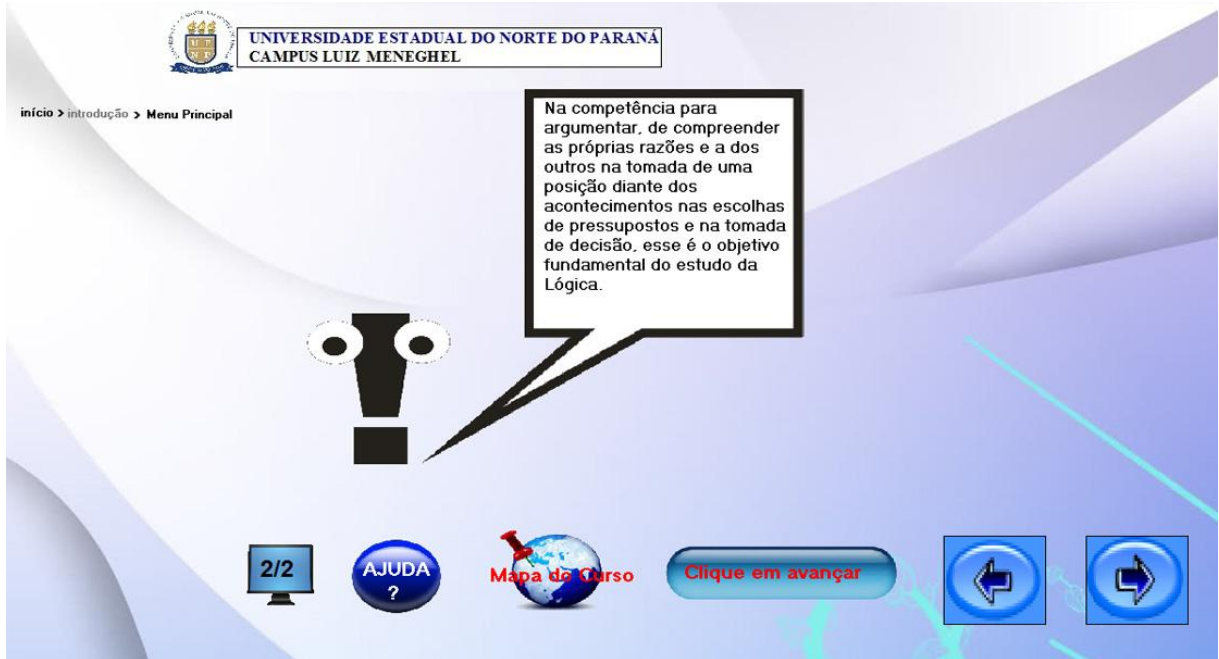 UNIVERSIDADE ESTADUAL DO NORTE DO PARANÁ
CAMPUS LUIZ MENEGHEL
início > introdução > Menu Principal
Na competência para
argumentar, de compreender
as próprias razões e a dos
outros na tomada de uma
posição diante dos
acontecimentos nas escolhas
de pressupostos e na tomada
de decisão, esse é o objetivo
fundamental do estudo da
Lógica.
2/2
AJUDA
?
Mapa do Curso
Clique em avançar